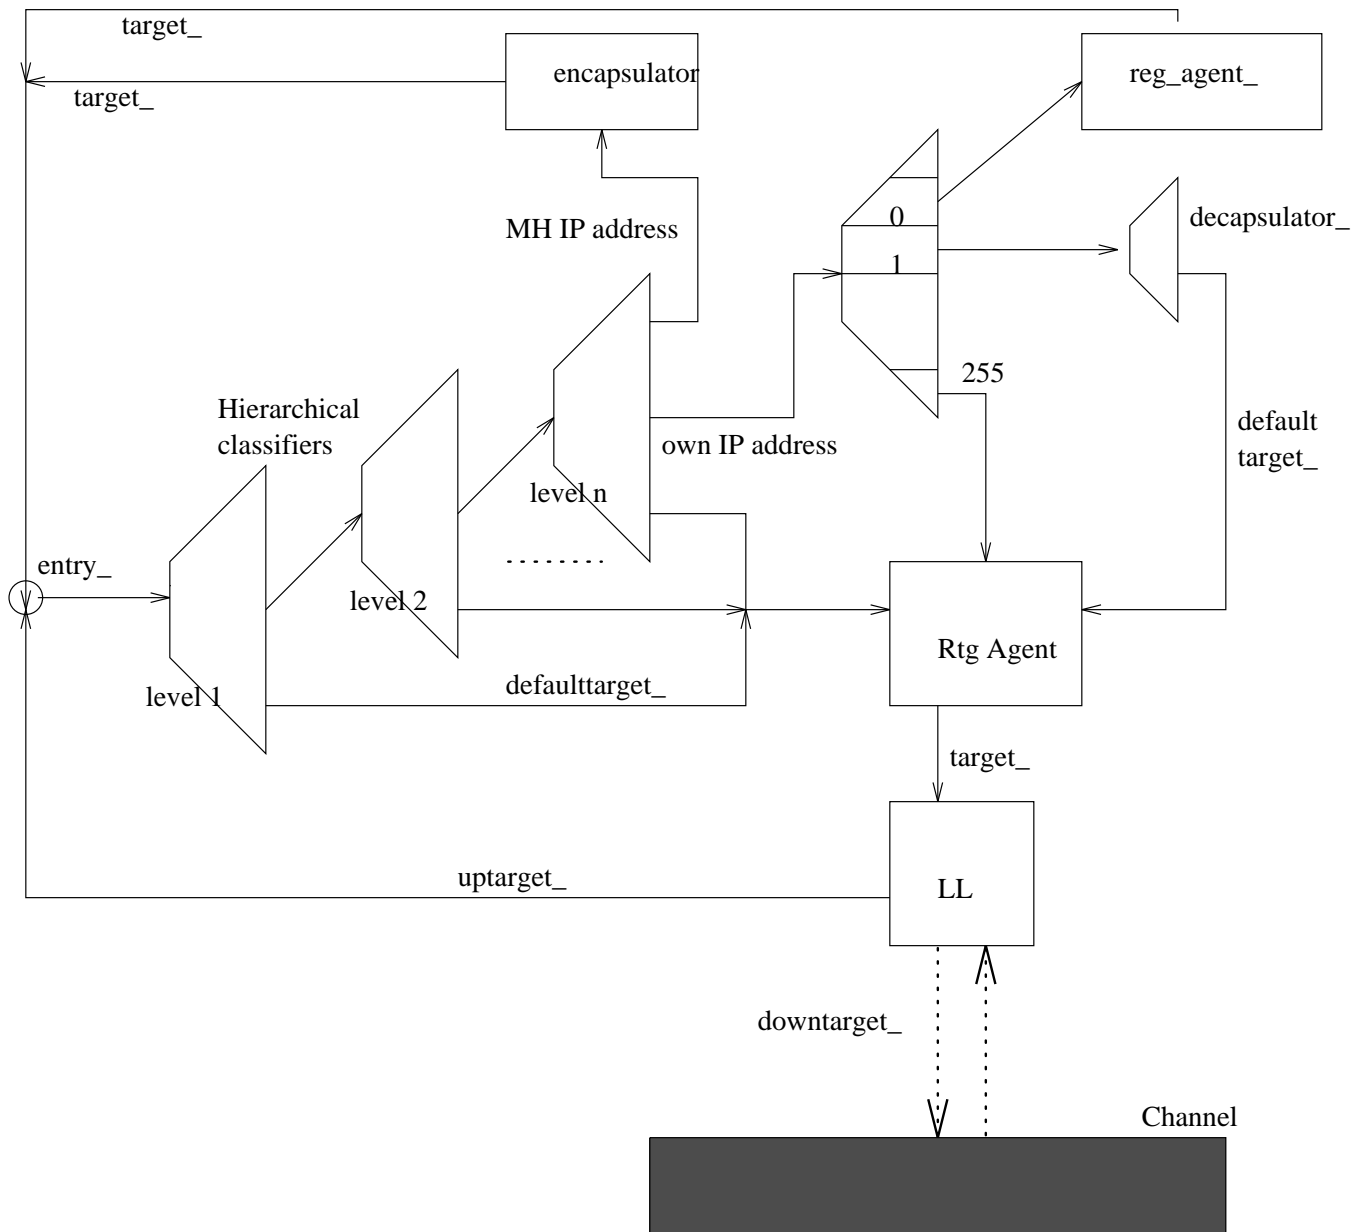 target_
encapsulator
reg_agent_
target_
MH IP address
0
decapsulator_
1
255
Hierarchical
classifiers
own IP address
default
target_
level n
entry_
level 2
Rtg Agent
level 1
defaulttarget_
target_
uptarget_
LL
downtarget_
Channel